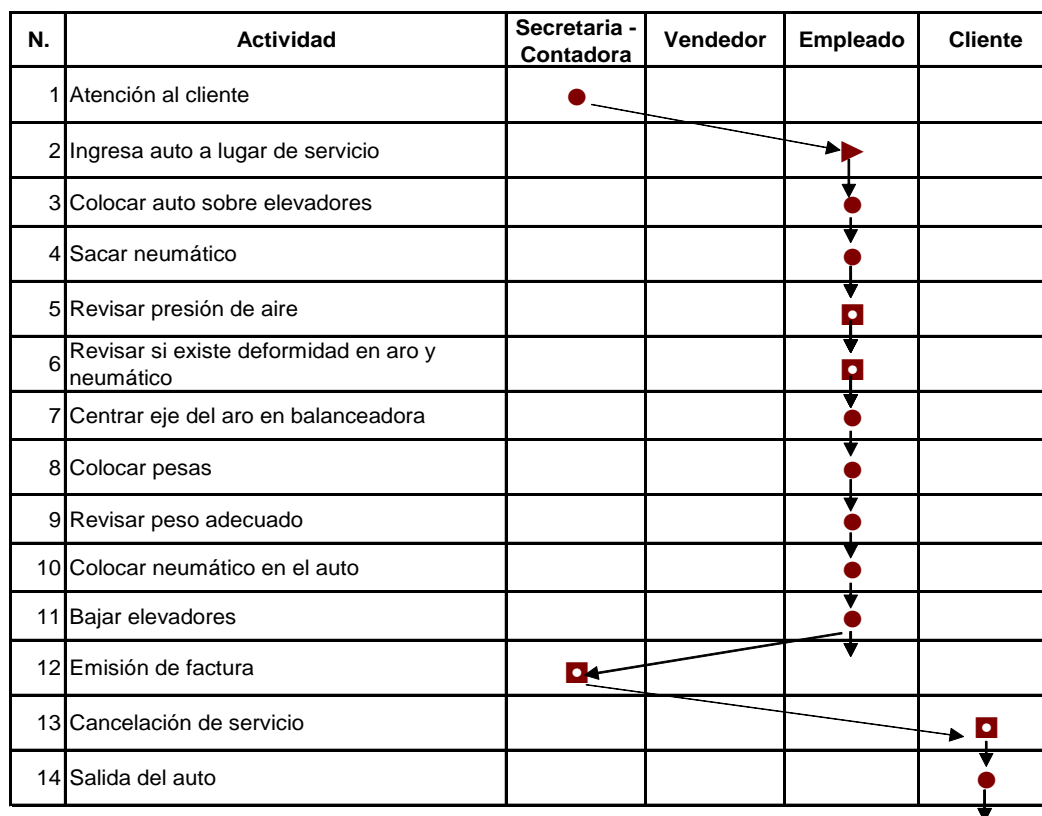 N. Actividad Secretaria - Contadora Vendedor Empleado Cliente
1 Atención al cliente
2 Ingresa auto a lugar de servicio
3 Colocar auto sobre elevadores
4 Sacar neumático
5 Revisar presión de aire
6 Revisar si existe deformidad en aro y
neumático
7 Centrar eje del aro en balanceadora
8 Colocar pesas
9 Revisar peso adecuado
10 Colocar neumático en el auto
11 Bajar elevadores
12 Emisión de factura
13 Cancelación de servicio
14 Salida del auto